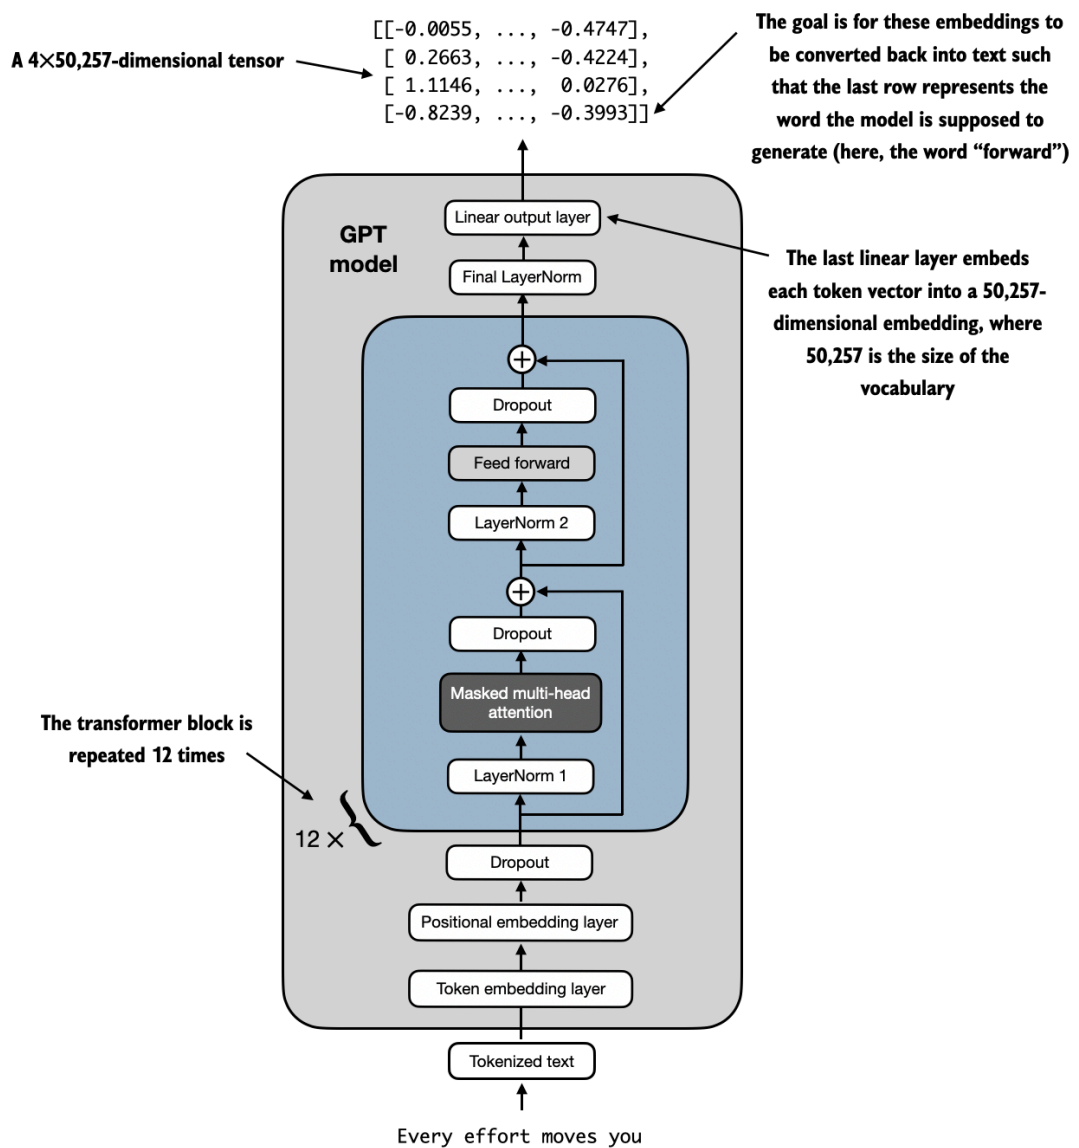 [[-0.0055, ..., -0.4747],
[ 0.2663, ..., -0.4224],
[ 1.1146, ..., 0.0276],
[-0.8239, ..., -0.3993]]
A 4×50,257-dimensional tensor
The goal is for these embeddings to
be converted back into text such
that the last row represents the
word the model is supposed to
generate (here, the word “forward”)
GPT
model
Linear output layer
Final LayerNorm
The last linear layer embeds
each token vector into a 50,257-
dimensional embedding, where
50,257 is the size of the
vocabulary
+
Dropout
Feed forward
LayerNorm 2
+
Dropout
Masked multi-head
attention
LayerNorm 1
The transformer block is
repeated 12 times
12 ×
Dropout
Positional embedding layer
Token embedding layer
Tokenized text
Every effort moves you